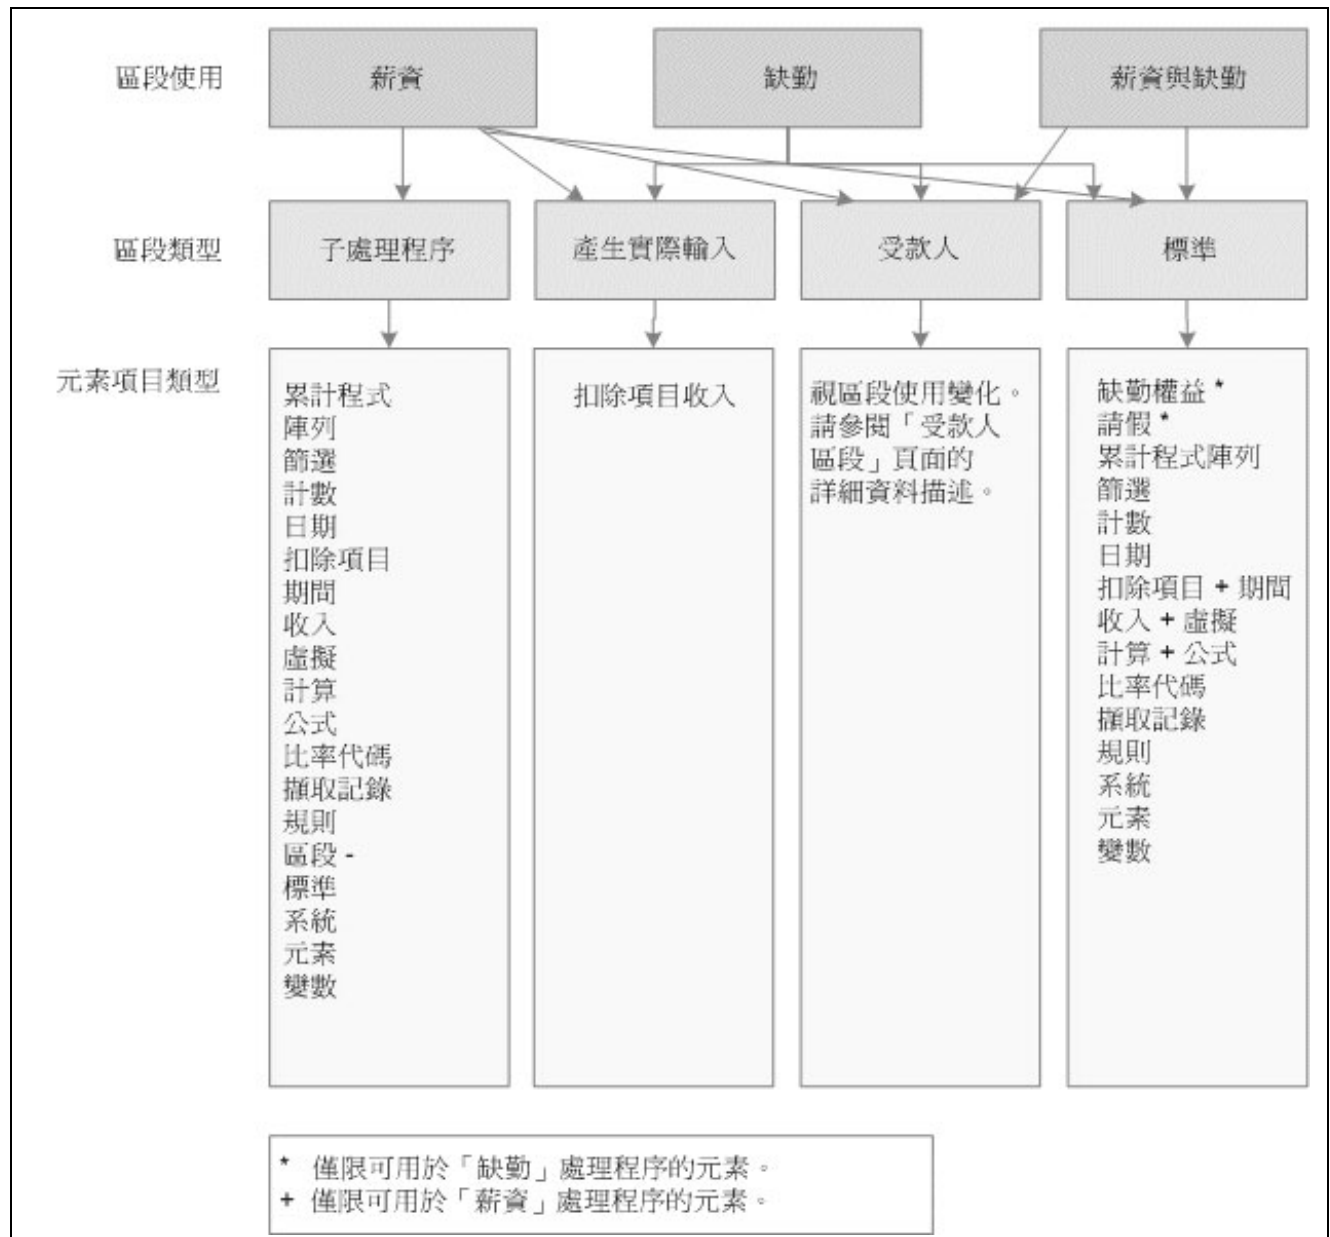 區段使用
薪資
缺勤
薪資與缺勤
區段類型
子處理程序
產生實際輸入
受款人
標準
元素項目類型
累計程式
陣列
篩選
計數
日期
扣除項目
期間
收入
虛擬
計算
公式
比率代碼
擷取記錄
規則
區段 -
標準
系統
元素
變數
扣除項目收入
視區段使用變化。
請參閱「受款人
區段」頁面的
詳細資料描述。
缺勤權益 *
請假 *
累計程式陣列
篩選
計數
日期
扣除項目 + 期間
收入 + 虛擬
計算 + 公式
比率代碼
擷取記錄
規則
系統
元素
變數
* 僅限可用於「缺勤」處理程序的元素。
+ 僅限可用於「薪資」處理程序的元素。